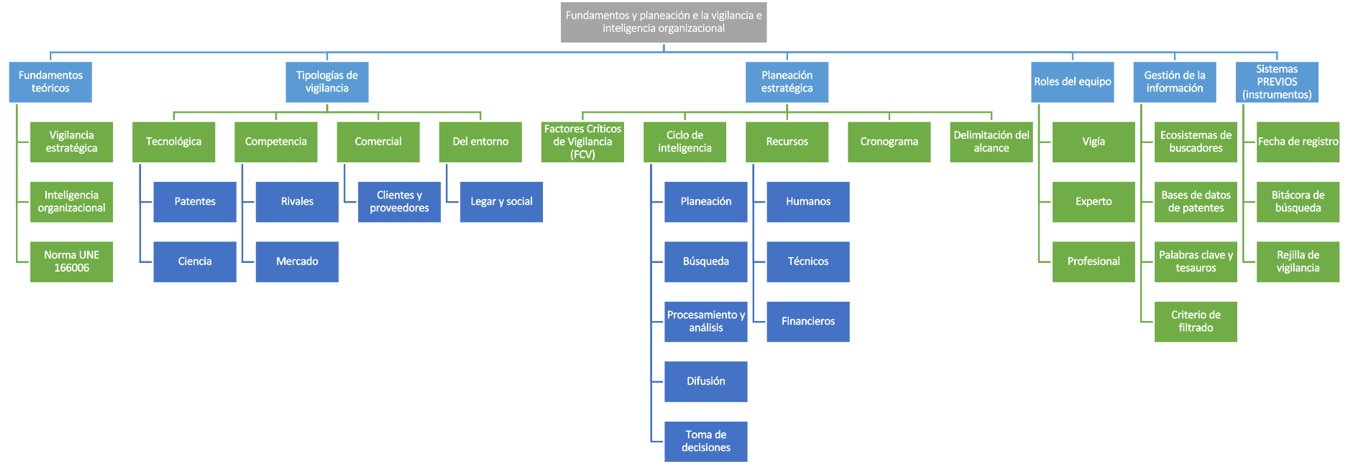 Fundamentos y planeación e la vigilancia e
inteligencia organizacional
Fundamentos
teóricos
Vigilancia
estratégica
Inteligencia
organizacional
Norma UNE
166006
Tipologías de
vigilancia
Tecnológica
Patentes
Ciencia
Competencia
Rivales
Mercado
Comercial
Clientes y
proveedores
Del entorno
Legar y social
Planeación
estratégica
Factores Críticos
de Vigilancia
(FCV)
Ciclo de
inteligencia
Planeación
Búsqueda
Procesamiento y
análisis
Difusión
Toma de
decisiones
Recursos
Humanos
Técnicos
Financieros
Cronograma
Delimitación del
alcance
Roles del equipo
Vigía
Experto
Profesional
Gestión de la
información
Ecosistemas de
buscadores
Bases de datos
de patentes
Palabras clave y
tesauros
Criterio de
filtrado
Sistemas
PREVIOS
(instrumentos)
Fecha de registro
Bitácora de
búsqueda
Rejilla de
vigilancia